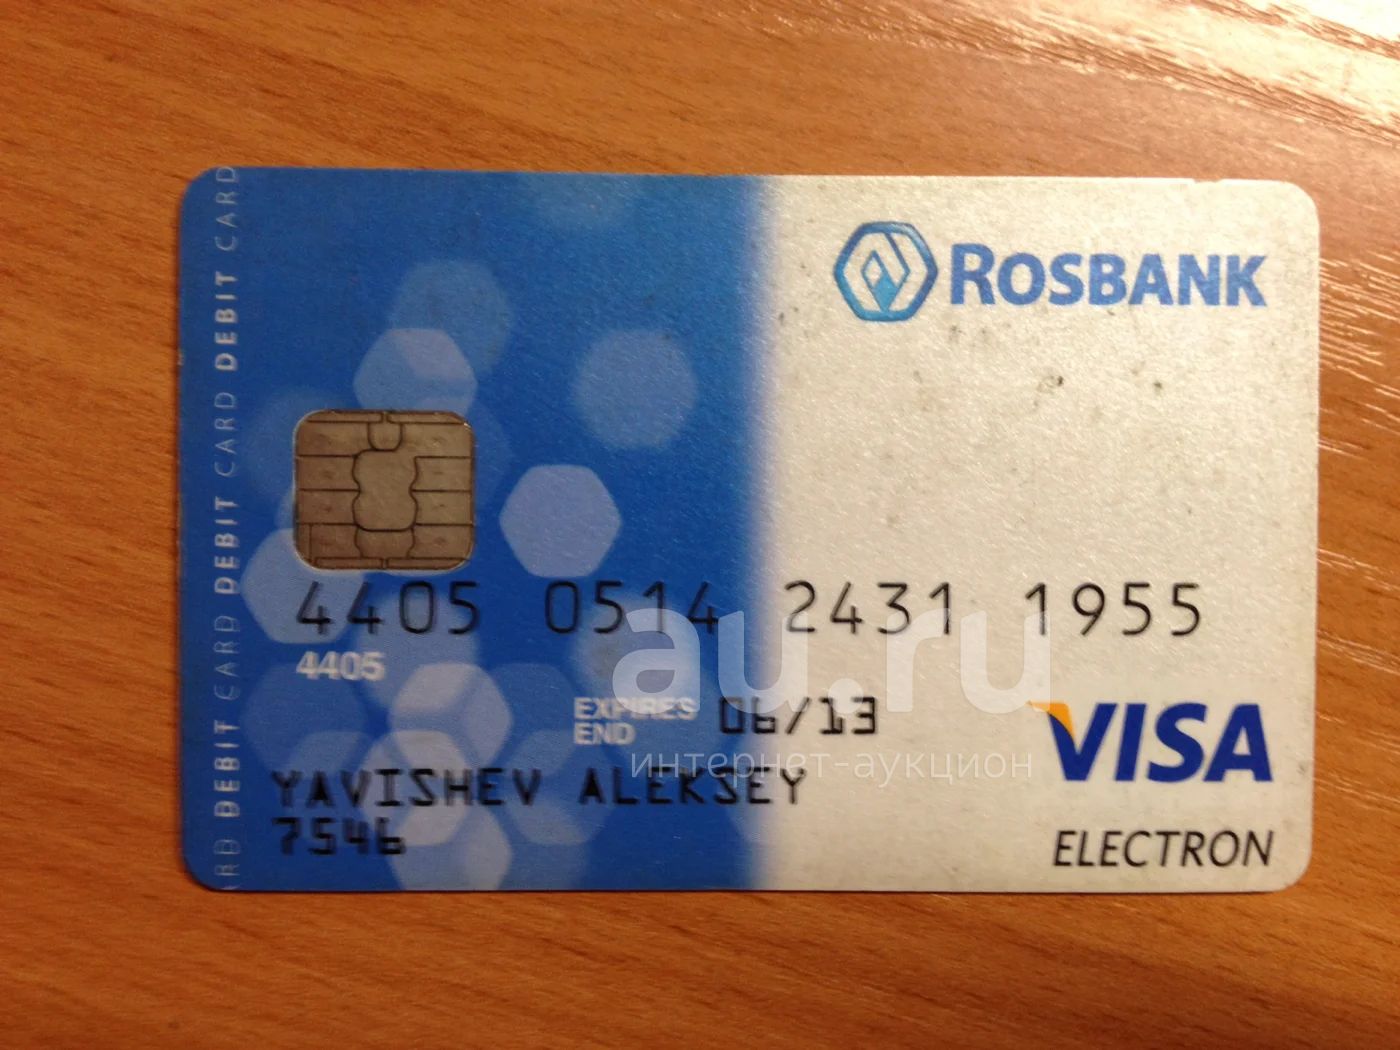 DEBIT CARD DEBIT CARD DEBIT CARD
ROSBANK
4405 0514 2431 1955
4405
au.ru
EXPIRES
END 06/13
VISA
интернет-аукцион
YAVISHEV ALEKSEY
7546
ELECTRON